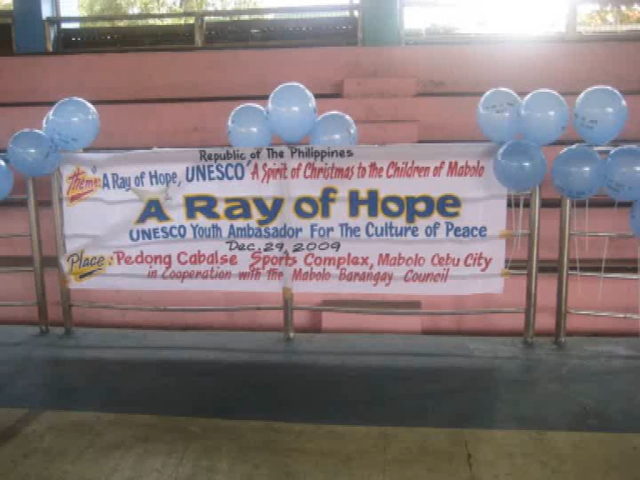 Republic of The Philippines
Theme: "A Ray of Hope, UNESCO 'A Spirit of Christmas to the Children of Mabolo
A Ray of Hope
UNESCO Youth Ambasador For The Culture of Peace
Dec. 29, 2009
Place: Pedong Cabalse Sports Complex, Mabolo Cebu City
in Cooperation with the Mabolo Barangay Council